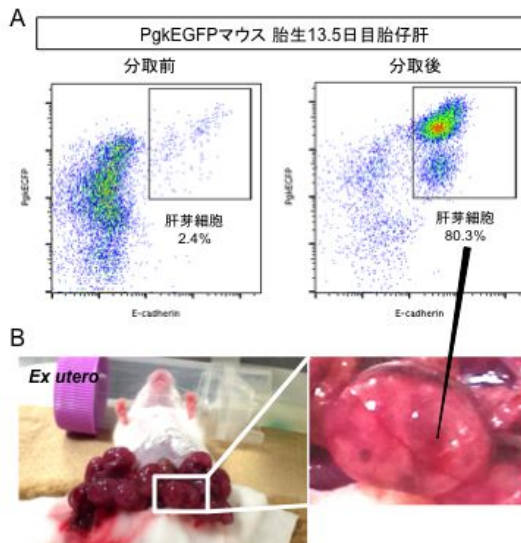 A
PgkEGFPマウス 胎生13.5日目胎仔肝
分取前
分取後
PgkEGFP
肝芽細胞
2.4%
E-cadherin
PgkEGFP
肝芽細胞
80.3%
E-cadherin
B
Ex utero